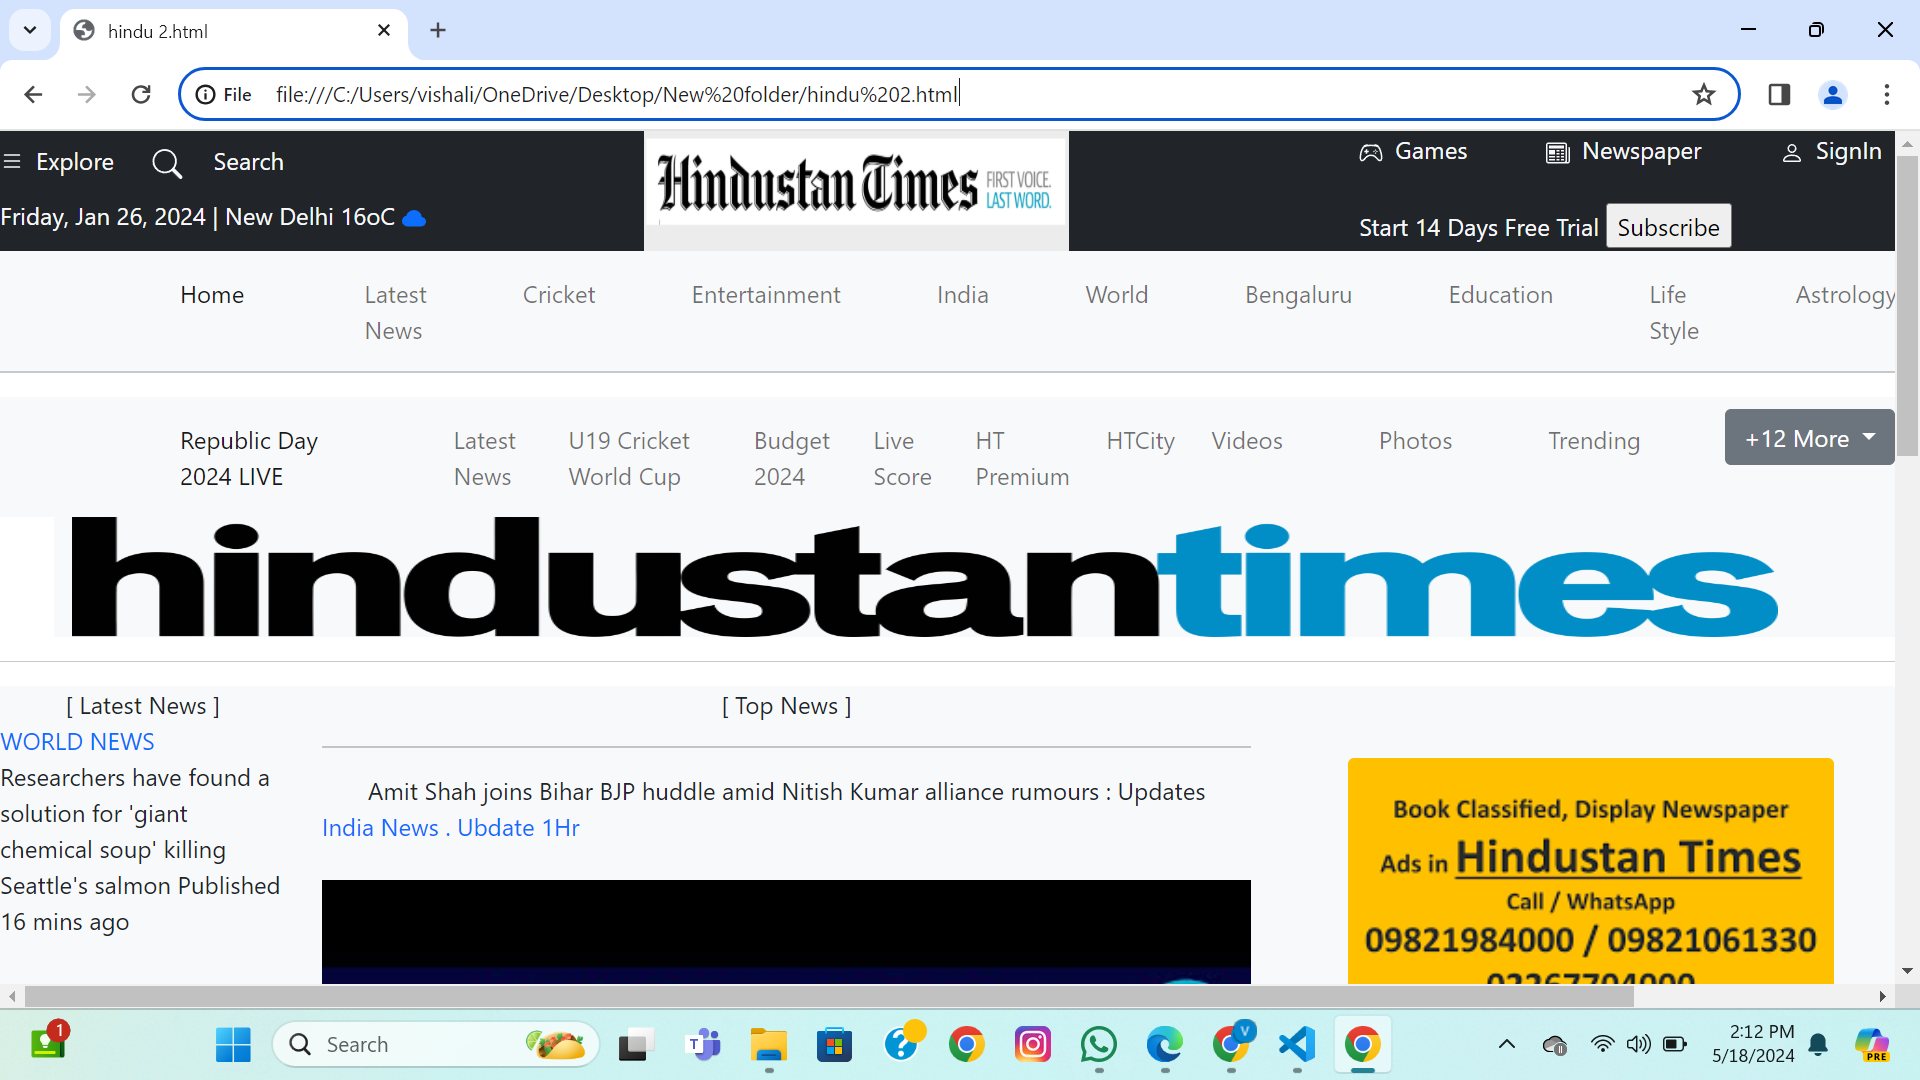 hindu 2.html
File file:///C:/Users/vishali/OneDrive/Desktop/New%20folder/hindu%202.html
Explore Search
Friday, Jan 26, 2024 | New Delhi 16oC
Hindustan Times FIRST VOICE.
LAST WORD.
Games Newspaper SignIn
Start 14 Days Free Trial Subscribe
Home Latest News Cricket Entertainment India World Bengaluru Education Life Style Astrology
Republic Day 2024 LIVE Latest News U19 Cricket World Cup Budget 2024 Live Score HT Premium HTCity Videos Photos Trending +12 More
hindustantimes
[ Latest News ]
WORLD NEWS
Researchers have found a
solution for 'giant
chemical soup' killing
Seattle's salmon Published
16 mins ago
[ Top News ]
Amit Shah joins Bihar BJP huddle amid Nitish Kumar alliance rumours : Updates
India News . Ubdate 1Hr
Book Classified, Display Newspaper
Ads in Hindustan Times
Call / WhatsApp
09821984000 / 09821061330
1
Search
T
V
2:12 PM
5/18/2024
PRE